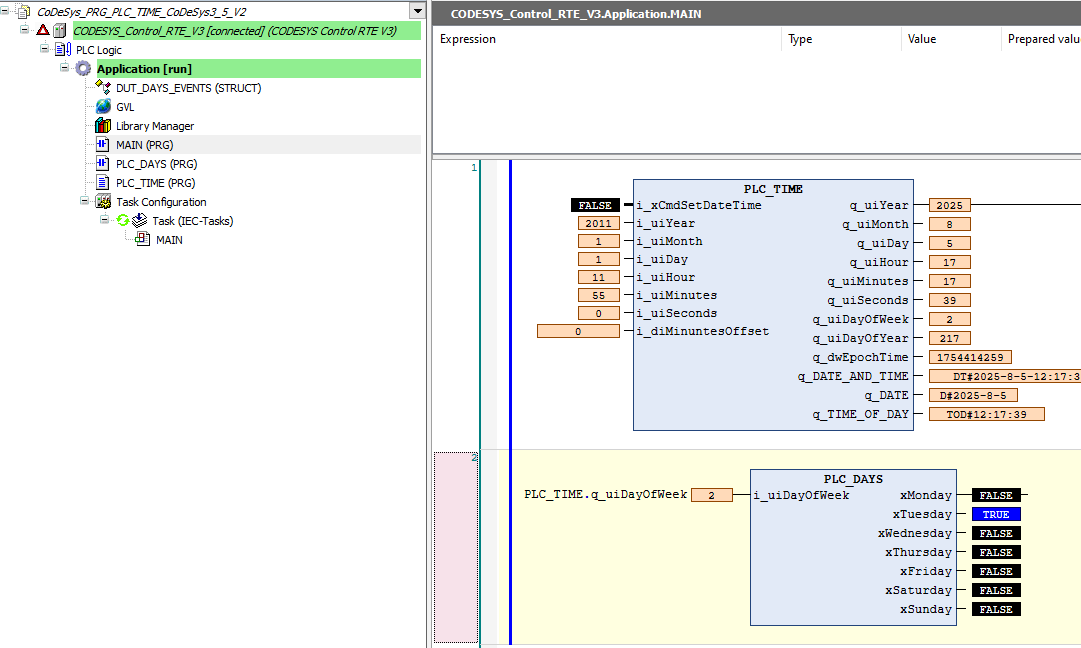 CoDeSys_PRG_PLC_TIME_CoDeSys3_5_V2
CODESYS_Control_RTE_V3 [connected] (CODESYS Control RTE V3)
PLC Logic
Application [run]
DUT_DAYS_EVENTS (STRUCT)
GVL
Library Manager
MAIN (PRG)
PLC_DAYS (PRG)
PLC_TIME (PRG)
Task Configuration
Task (IEC-Tasks)
MAIN
CODESYS_Control_RTE_V3.Application.MAIN
Expression Type Value Prepared valu
1
PLC_TIME
FALSE i_xCmdSetDateTime q_uiYear 2025
2011 i_uiYear q_uiMonth 8
1 i_uiMonth q_uiDay 5
1 i_uiDay q_uiHour 17
11 i_uiHour q_uiMinutes 17
55 i_uiMinutes q_uiSeconds 39
0 i_uiSeconds q_uiDayOfWeek 2
0 i_diMinuntesOffset q_uiDayOfYear 217
q_dwEpochTime 1754414259
q_DATE_AND_TIME DT#2025-8-5-12:17:3
q_DATE D#2025-8-5
q_TIME_OF_DAY TOD#12:17:39
2
PLC_DAYS
PLC_TIME.q_uiDayOfWeek 2 i_uiDayOfWeek xMonday FALSE
xTuesday TRUE
xWednesday FALSE
xThursday FALSE
xFriday FALSE
xSaturday FALSE
xSunday FALSE